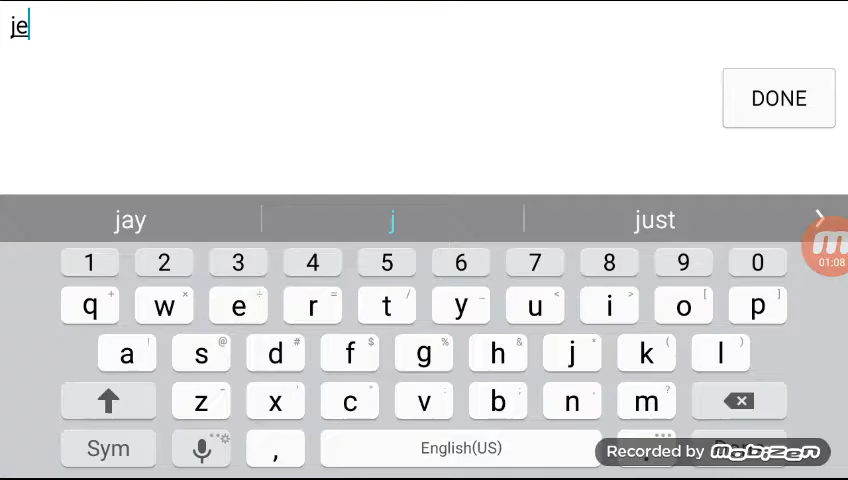 je
DONE
jay j just
M
01:08
1 2 3 4 5 6 7 8 9 0
q + w × e ÷ r = t / y _ u < i > o [ p ]
a ! s @ d # f $ g % h & j * k ( l )
z - x ' c " v : b ; n , m ?
Sym , English(US)
Recorded by mobizen